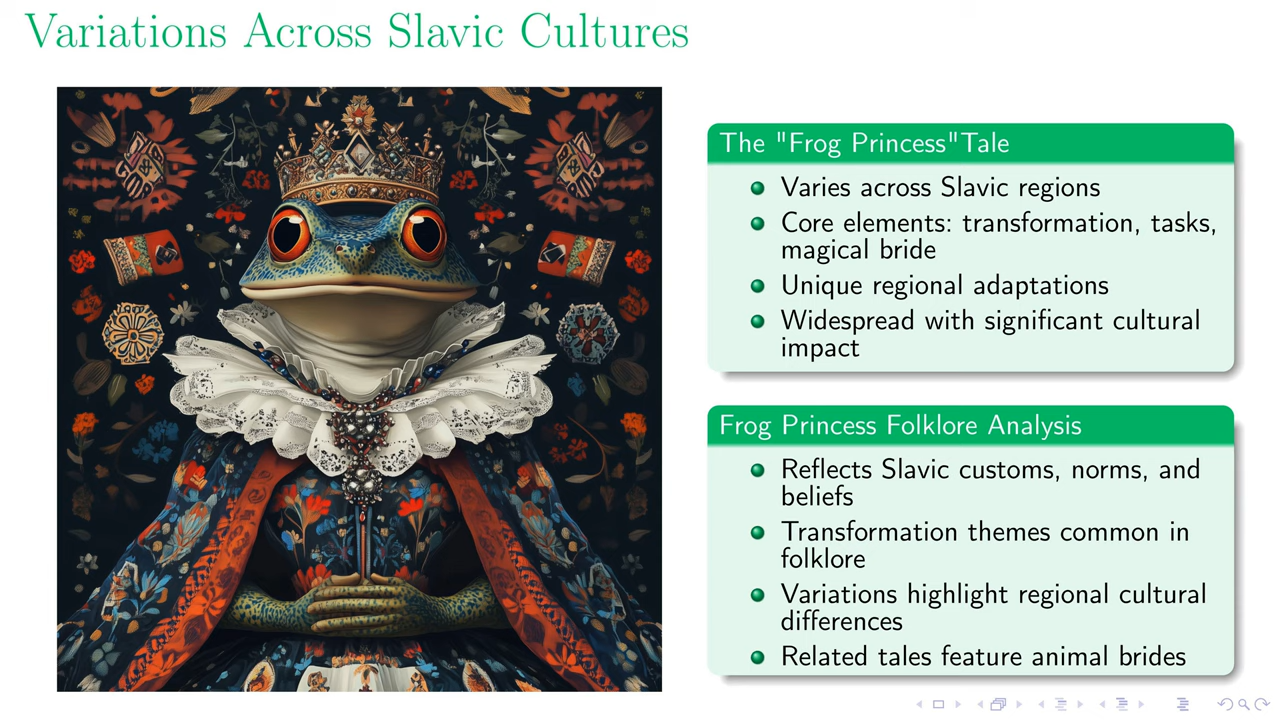 Variations Across Slavic Cultures
The "Frog Princess"Tale
Varies across Slavic regions
Core elements: transformation, tasks,
magical bride
Unique regional adaptations
Widespread with significant cultural
impact
Frog Princess Folklore Analysis
Reflects Slavic customs, norms, and
beliefs
Transformation themes common in
folklore
Variations highlight regional cultural
differences
Related tales feature animal brides